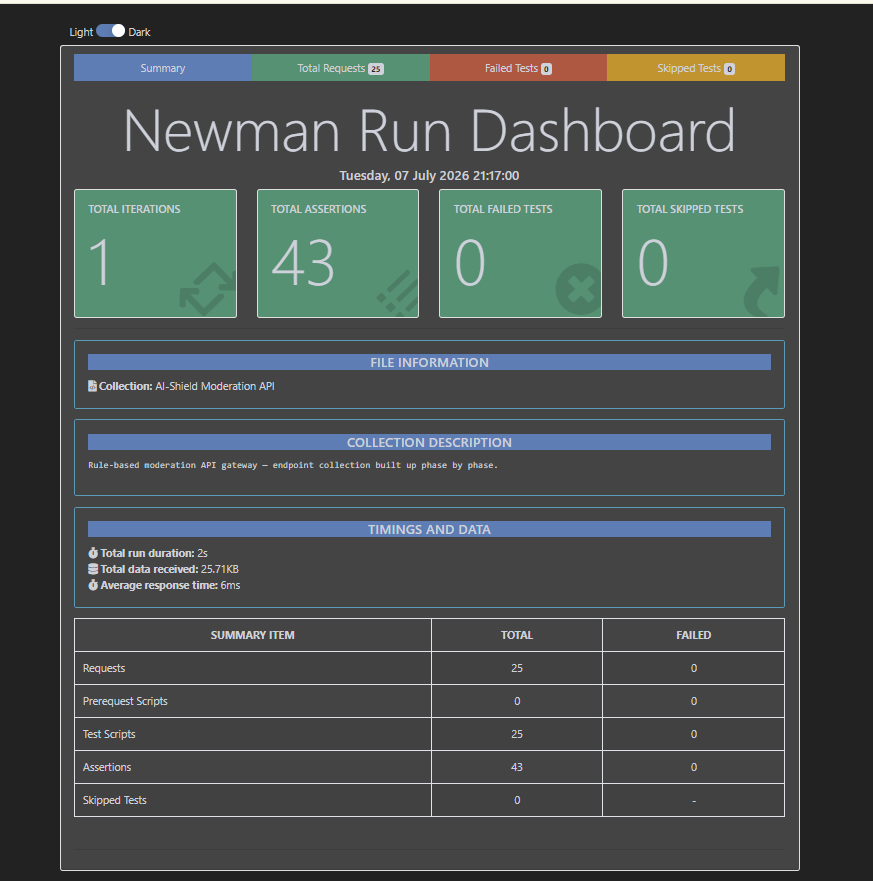 Light Dark
Summary Total Requests 25 Failed Tests 0 Skipped Tests 0
Newman Run Dashboard
Tuesday, 07 July 2026 21:17:00
TOTAL ITERATIONS TOTAL ASSERTIONS TOTAL FAILED TESTS TOTAL SKIPPED TESTS
1 43 0 0
FILE INFORMATION
Collection: AI-Shield Moderation API
COLLECTION DESCRIPTION
Rule-based moderation API gateway — endpoint collection built up phase by phase.
TIMINGS AND DATA
Total run duration: 2s
Total data received: 25.71KB
Average response time: 6ms
SUMMARY ITEM TOTAL FAILED
Requests 25 0
Prerequest Scripts 0 0
Test Scripts 25 0
Assertions 43 0
Skipped Tests 0 -